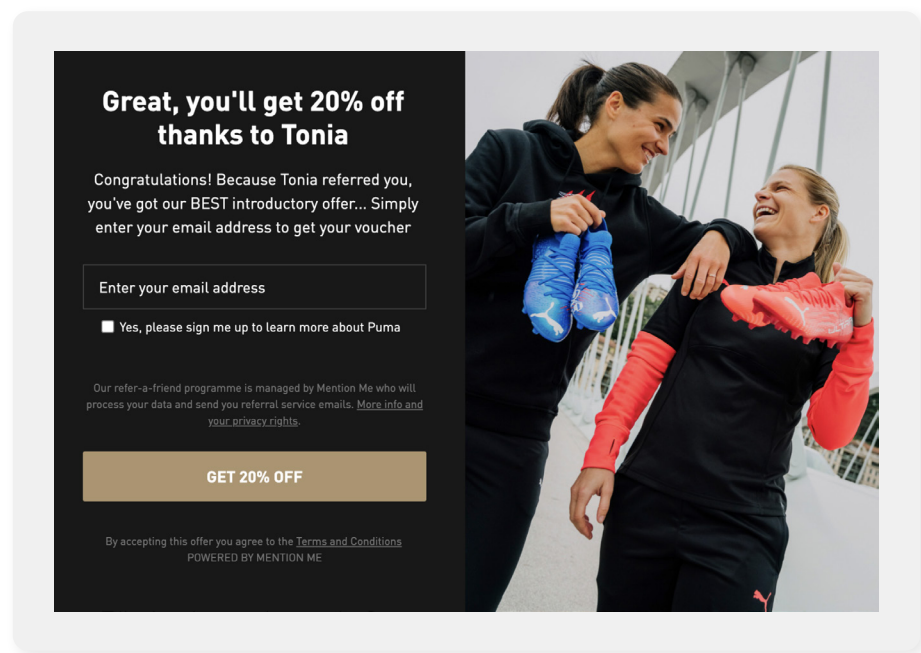 Great, you'll get 20% off
thanks to Tonia
Congratulations! Because Tonia referred you,
you've got our BEST introductory offer... Simply
enter your email address to get your voucher
Enter your email address
Yes, please sign me up to learn more about Puma
Our refer-a-friend programme is managed by Mention Me who will
process your data and send you referral service emails. More info and
your privacy rights.
GET 20% OFF
By accepting this offer you agree to the Terms and Conditions
POWERED BY MENTION ME